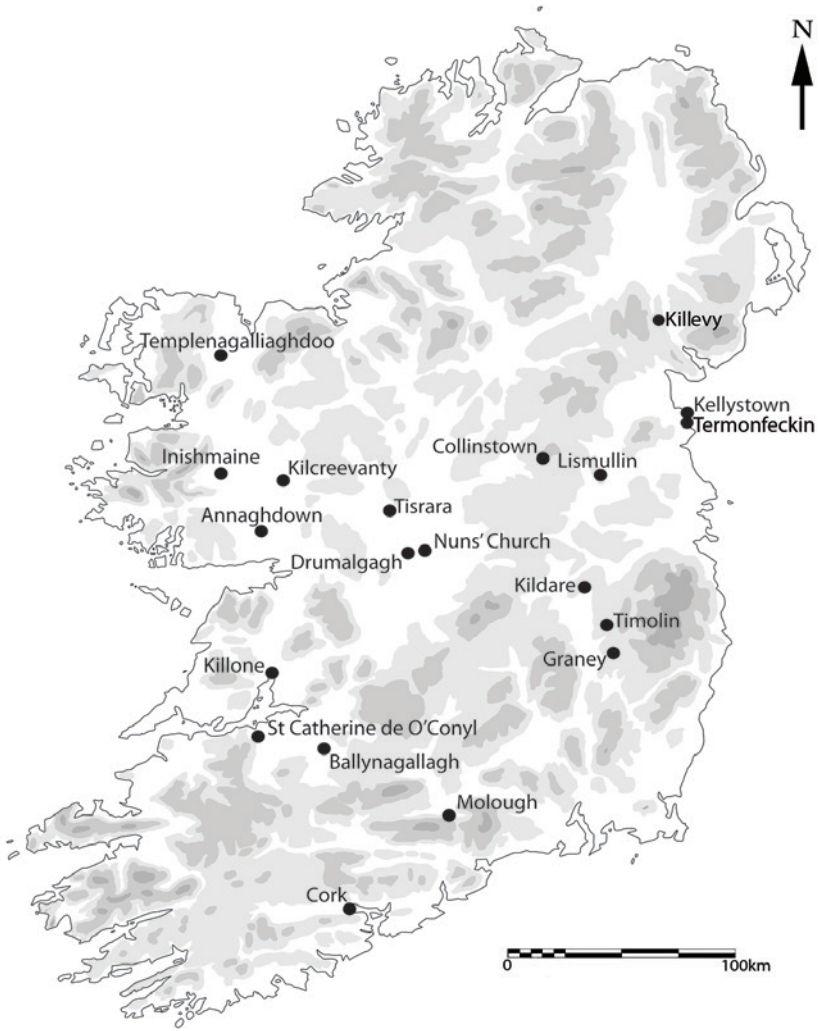 N
Killevy
Templenagalliaghdoo
Kellystown
Termonfeckin
Collinstown
Lismullin
Inishmaine
Kilcreevanty
Tisrara
Annaghdown
Nuns' Church
Drumalgagh
Kildare
Timolin
Graney
Killone
St Catherine de O'Conyl
Ballynagallagh
Molough
Cork
0
100km